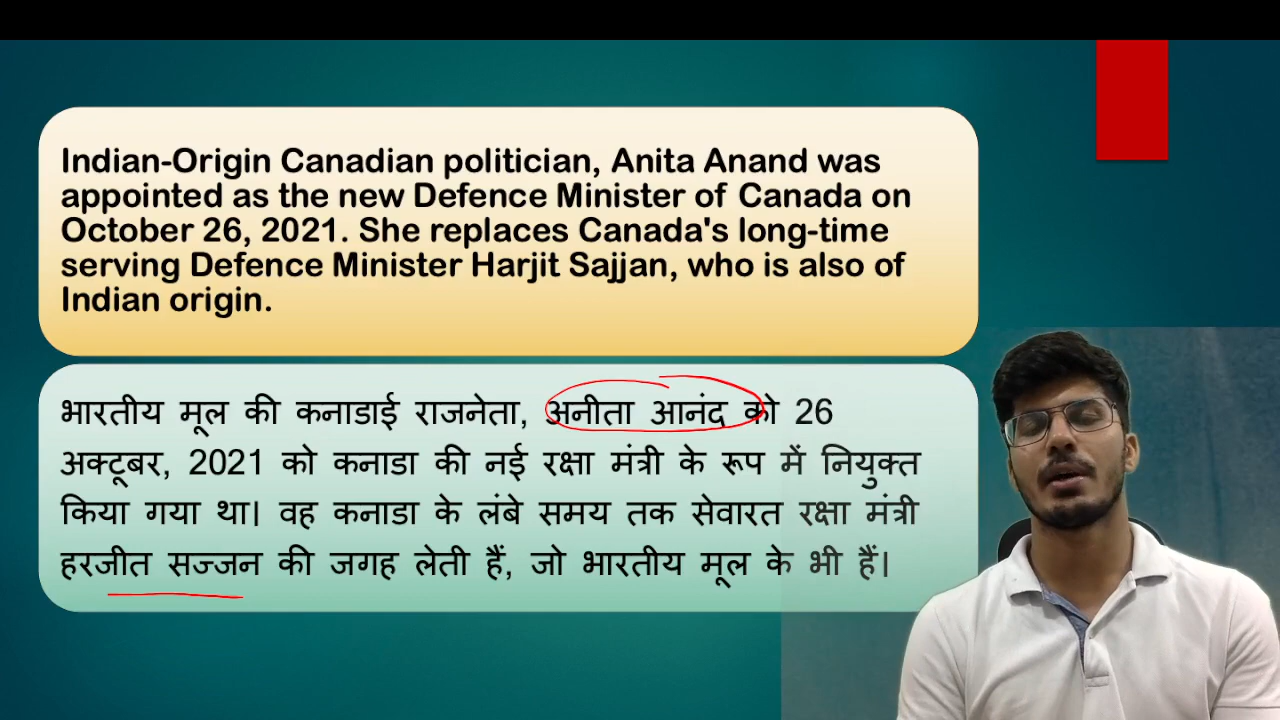 Indian-Origin Canadian politician, Anita Anand was
appointed as the new Defence Minister of Canada on
October 26, 2021. She replaces Canada's long-time
serving Defence Minister Harjit Sajjan, who is also of
Indian origin.
भारतीय मूल की कनाडाई राजनेता, अनीता आनंद को 26
अक्टूबर, 2021 को कनाडा की नई रक्षा मंत्री के रूप में नियुक्त
किया गया था। वह कनाडा के लंबे समय तक सेवारत रक्षा मंत्री
हरजीत सज्जन की जगह लेती हैं, जो भारतीय मूल के भी हैं।